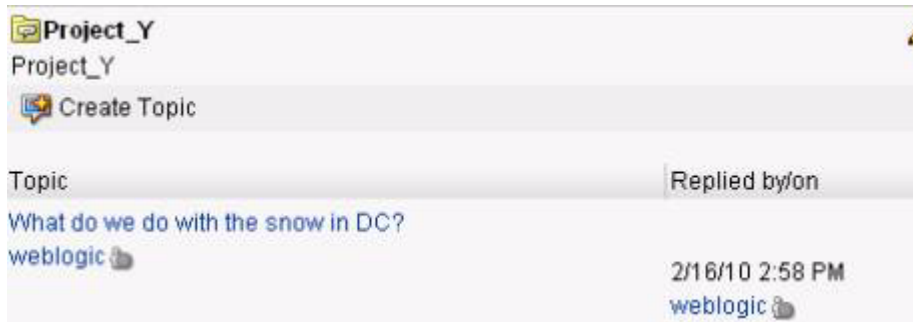 Project_Y
Project_Y
Create Topic
Topic
Replied by/on
What do we do with the snow in DC?
weblogic
2/16/10 2:58 PM
weblogic